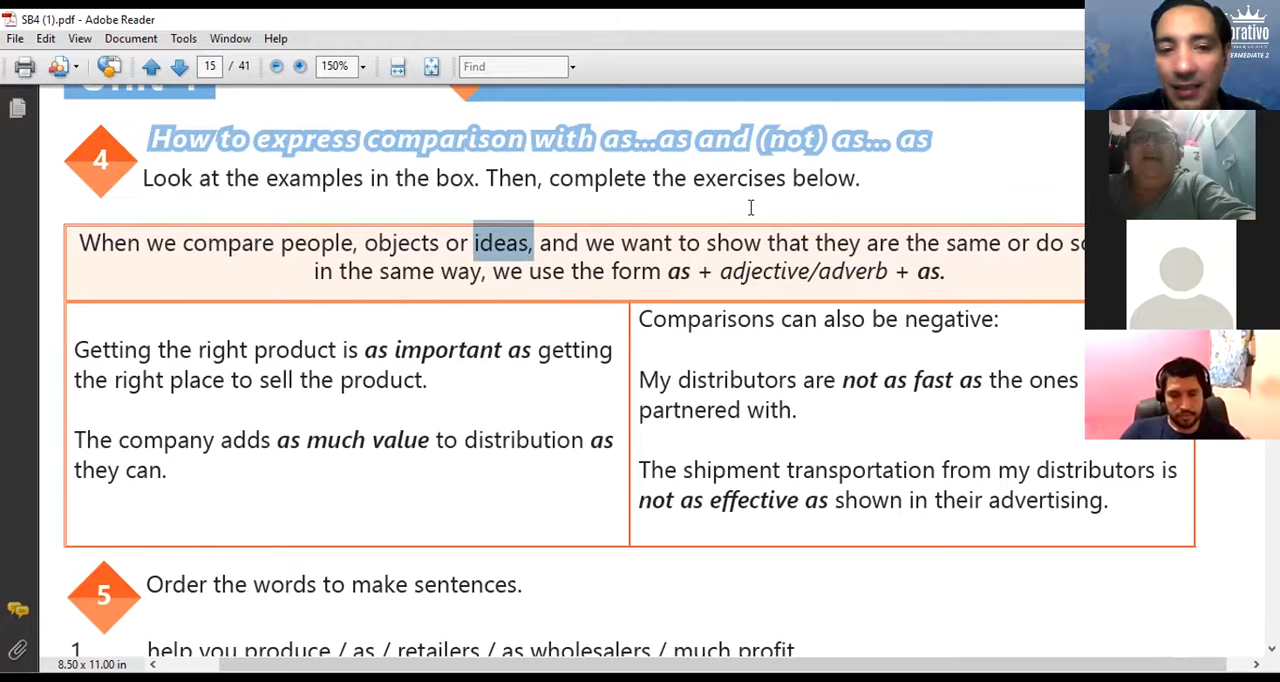 SB4 (1).pdf - Adobe Reader
File Edit View Document Tools Window Help
15 / 41 150% Find
How to express comparison with as...as and (not) as... as
4
Look at the examples in the box. Then, complete the exercises below.
When we compare people, objects or ideas, and we want to show that they are the same or do so
in the same way, we use the form as + adjective/adverb + as.
Getting the right product is as important as getting
the right place to sell the product.
The company adds as much value to distribution as
they can.
Comparisons can also be negative:
My distributors are not as fast as the ones
partnered with.
The shipment transportation from my distributors is
not as effective as shown in their advertising.
5 Order the words to make sentences.
1 help you produce / as / retailers / as wholesalers / much profit
8.50 x 11.00 in
orativo
ERMEDIATE 2